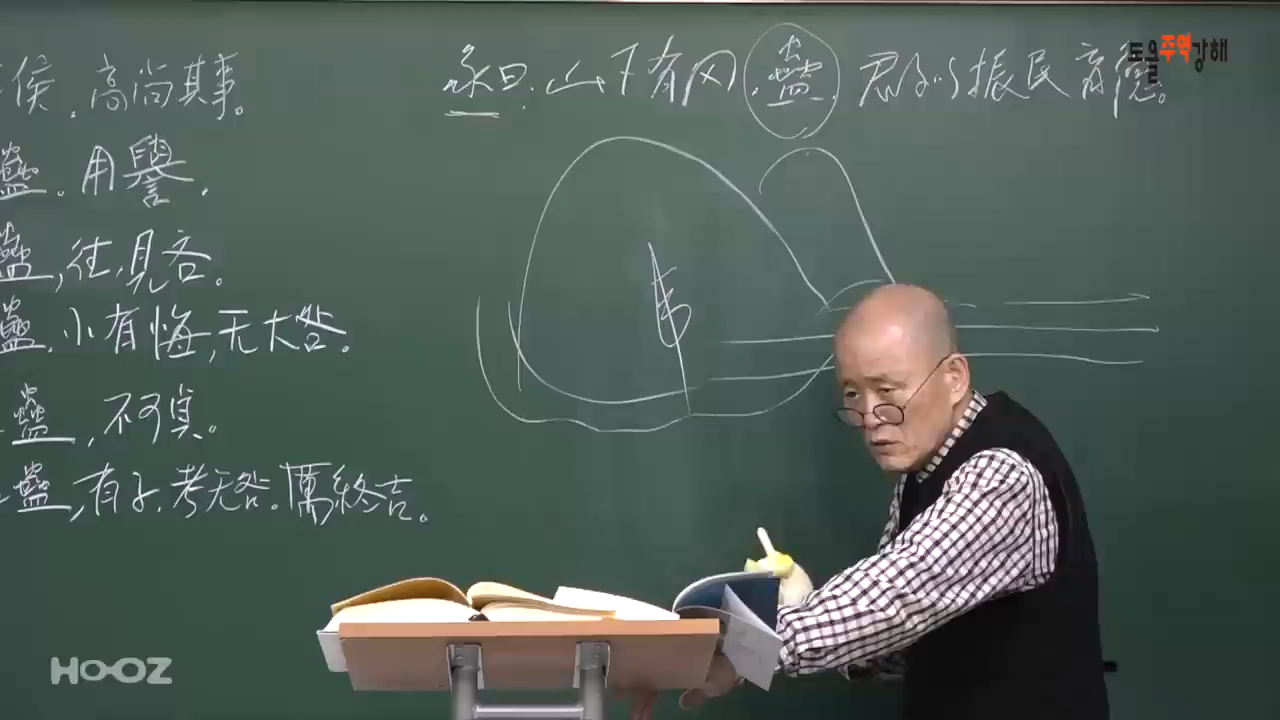 도올주역강해
侯. 高尚其事。
象曰. 山下有风, 蠱. 君子以振民育德。
蠱. 用譽.
蠱, 往, 見吝.
蠱. 小有悔, 无大咎.
蠱, 不可貞.
蠱, 有子. 考无咎. 厲終吉.
HOOZ